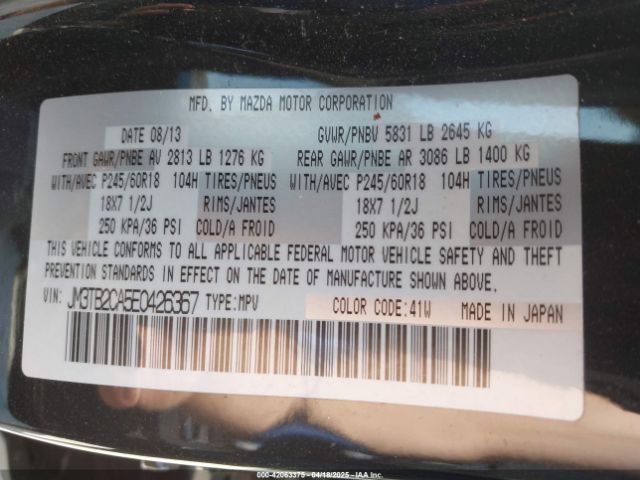 MFD. BY MAZDA MOTOR CORPORATION
DATE 08/13 GVWR/PNBV 5831 LB 2645 KG
FRONT GAWR/PNBE AV 2813 LB 1276 KG REAR GAWR/PNBE AR 3086 LB 1400 KG
WITH/AVEC P245/60R18 104H TIRES/PNEUS WITH/AVEC P245/60R18 104H TIRES/PNEUS
18X7 1/2J RIMS/JANTES 18X7 1/2J RIMS/JANTES
250 KPA/36 PSI COLD/A FROID 250 KPA/36 PSI COLD/A FROID
THIS VEHICLE CONFORMS TO ALL APPLICABLE FEDERAL MOTOR VEHICLE SAFETY AND THEFT
PREVENTION STANDARDS IN EFFECT ON THE DATE OF MANUFACTURE SHOWN ABOVE.
VIN: JM3TB2CA5E0426367 TYPE:MPV COLOR CODE:41W MADE IN JAPAN
000-42063375 - 04/18/2025 - IAAI.com